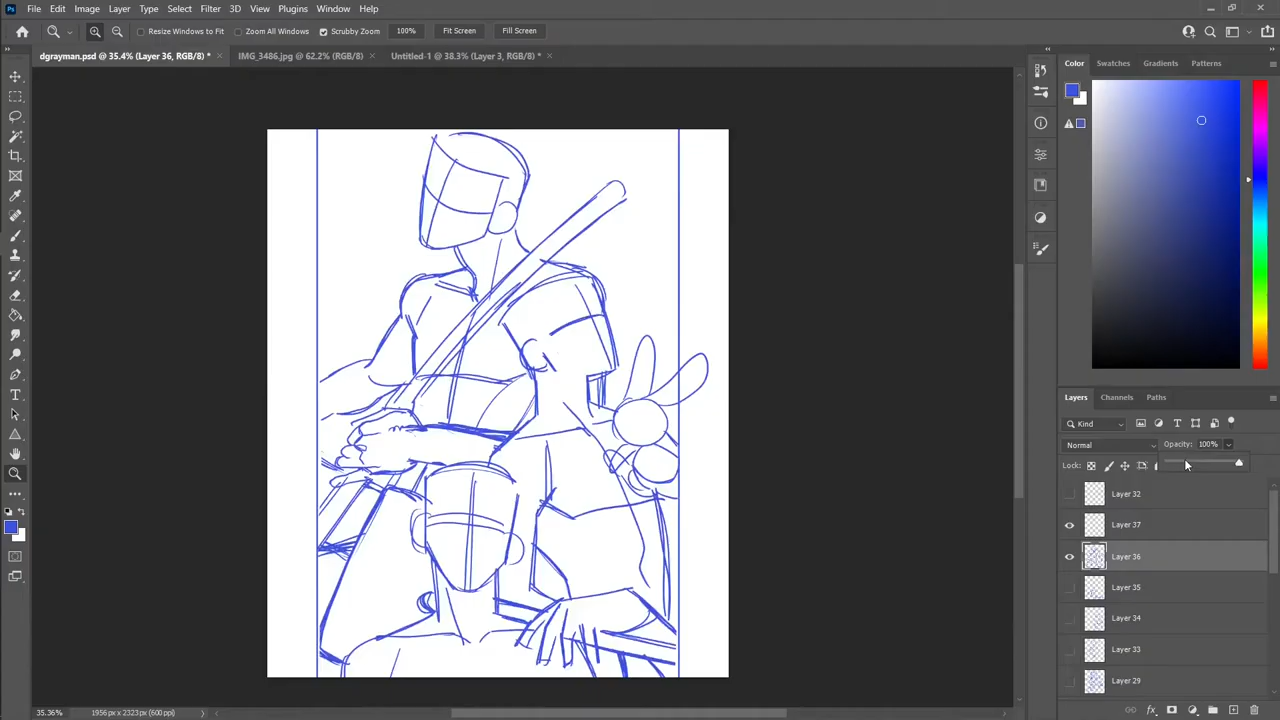 Ps File Edit Image Layer Type Select Filter 3D View Plugins Window Help
Resize Windows to Fit Zoom All Windows Scrubby Zoom 100% Fit Screen Fill Screen
dgrayman.psd @ 35.4% (Layer 36, RGB/8) * × IMG_3486.jpg @ 62.2% (RGB/8) × Untitled-1 @ 38.3% (Layer 3, RGB/8) * ×
Color Swatches Gradients Patterns
Layers Channels Paths
Kind
Normal Opacity: 100%
Lock:
Layer 32
Layer 37
Layer 36
Layer 35
Layer 34
Layer 33
Layer 29
35.36% 1956 px x 2323 px (600 ppi)